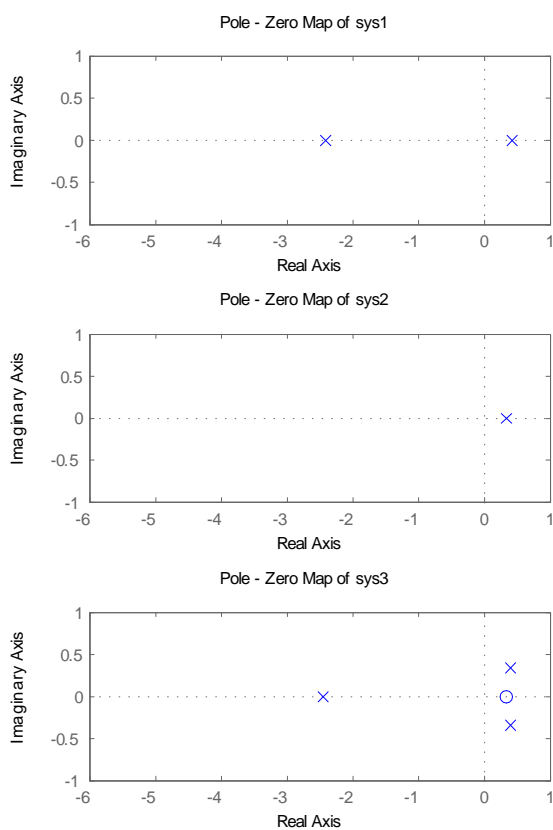 Pole - Zero Map of sys1
Imaginary Axis
1
0.5
0
-0.5
-1
-6 -5 -4 -3 -2 -1 0 1
Real Axis
Pole - Zero Map of sys2
Imaginary Axis
1
0.5
0
-0.5
-1
-6 -5 -4 -3 -2 -1 0 1
Real Axis
Pole - Zero Map of sys3
Imaginary Axis
1
0.5
0
-0.5
-1
-6 -5 -4 -3 -2 -1 0 1
Real Axis